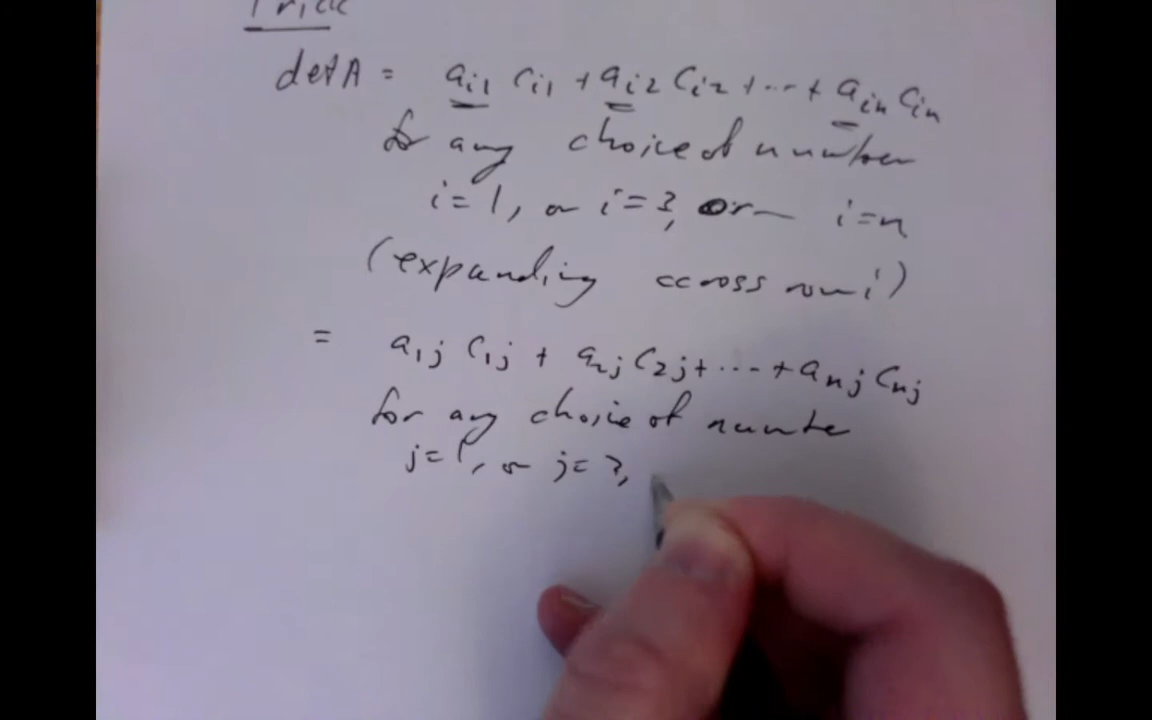 Trick
detA = ai1 Ci1 + ai2 Ci2 + ... + ain Cin
for any choice of number
i=1, or i=3, or i=n
(expanding across row i)
= a1j C1j + a2j C2j + ... + anj Cnj
for any choice of number
j=1, or j=3,